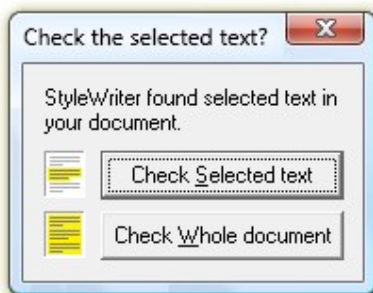 Check the selected text?
StyleWriter found selected text in
your document.
Check Selected text
Check Whole document